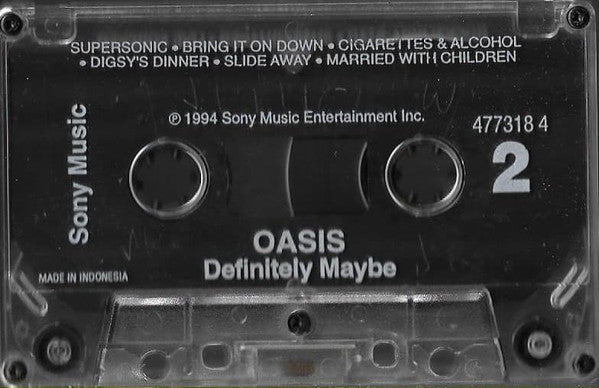 SUPERSONIC • BRING IT ON DOWN • CIGARETTES & ALCOHOL
• DIGSY'S DINNER • SLIDE AWAY • MARRIED WITH CHILDREN
℗ 1994 Sony Music Entertainment Inc.
477318 4
2
Sony Music
OASIS
Definitely Maybe
MADE IN INDONESIA